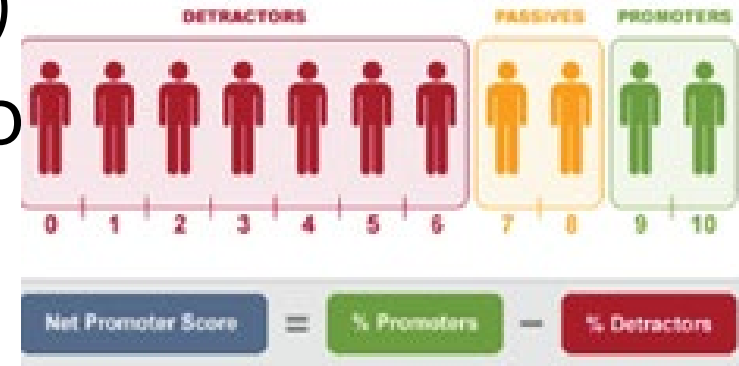 )
DETRACTORS PASSIVES PROMOTERS
0 1 2 3 4 5 6 7 8 9 10
Net Promoter Score = % Promoters – % Detractors